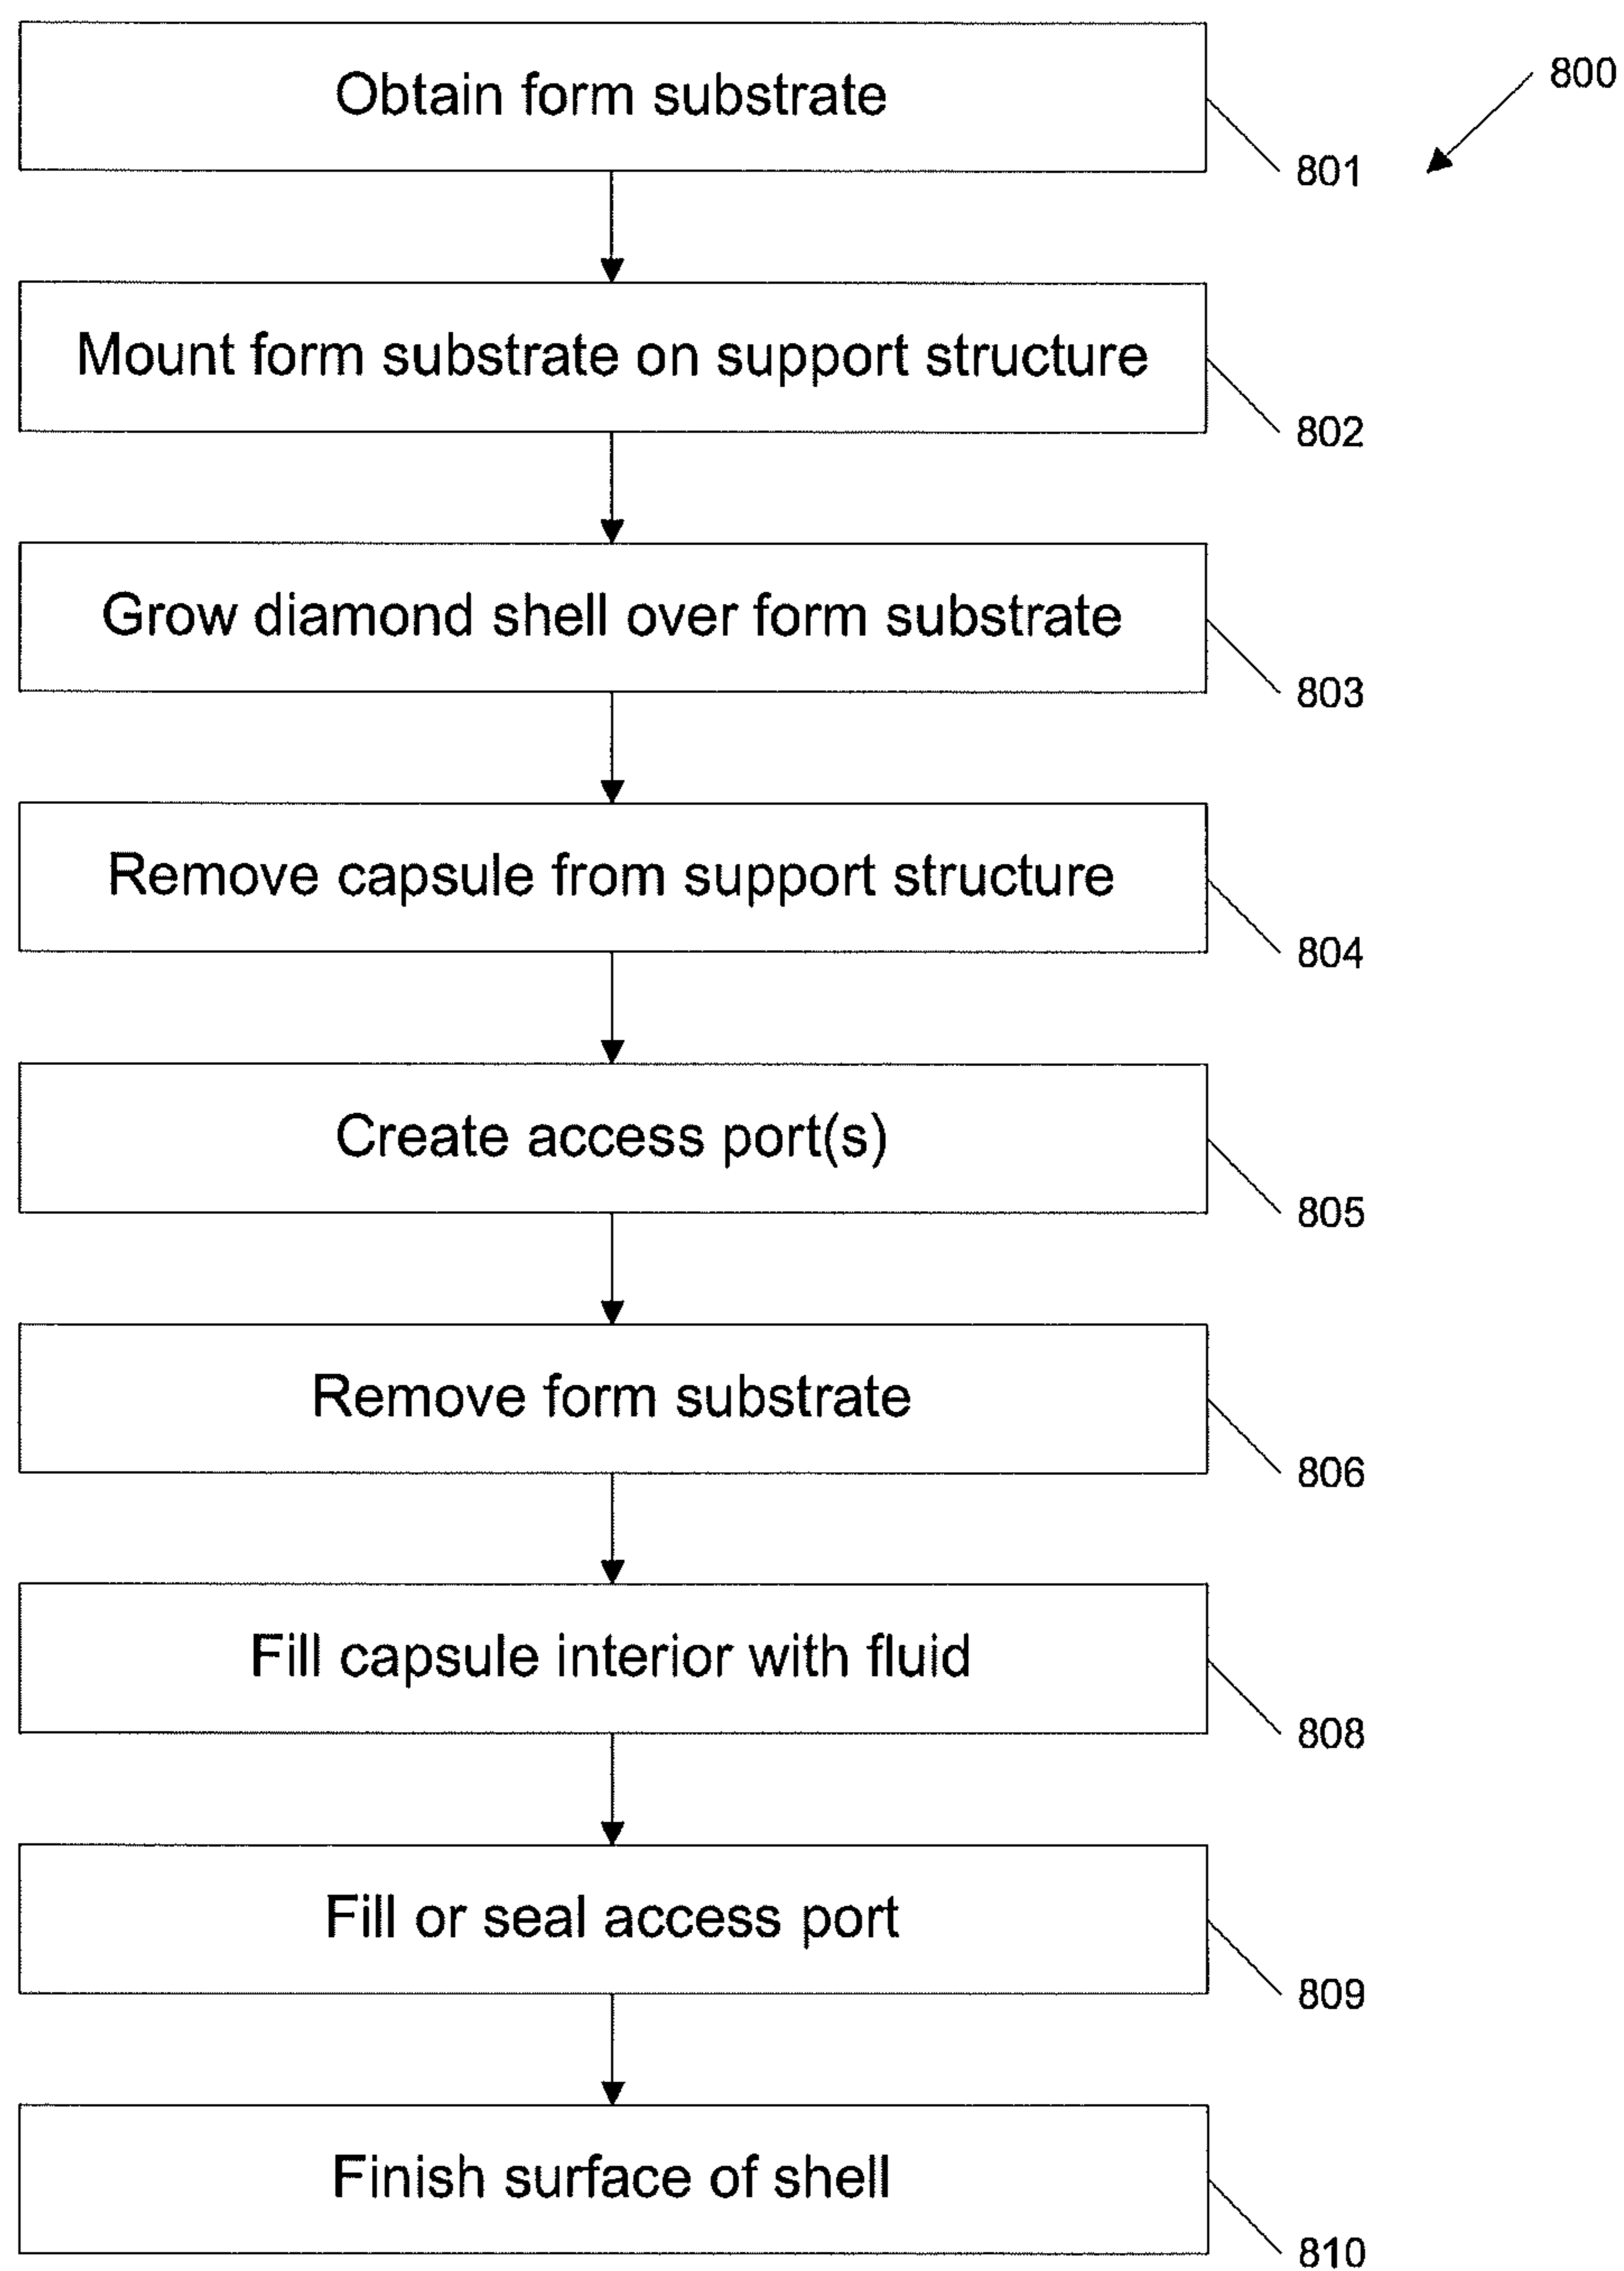 800
Obtain form substrate
801
Mount form substrate on support structure
802
Grow diamond shell over form substrate
803
Remove capsule from support structure
804
Create access port(s)
805
Remove form substrate
806
Fill capsule interior with fluid
808
Fill or seal access port
809
Finish surface of shell
810